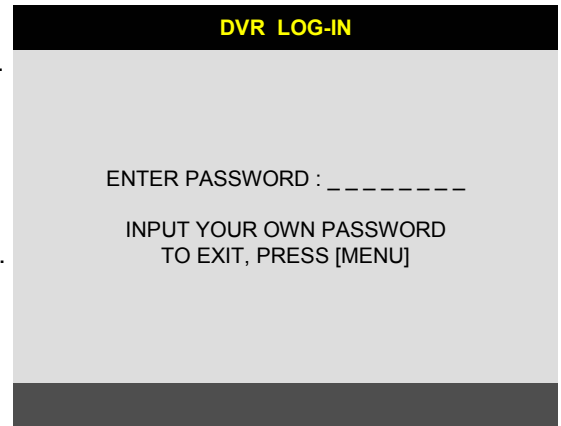 DVR LOG-IN
.
ENTER PASSWORD : _ _ _ _ _ _ _ _
INPUT YOUR OWN PASSWORD
. TO EXIT, PRESS [MENU]